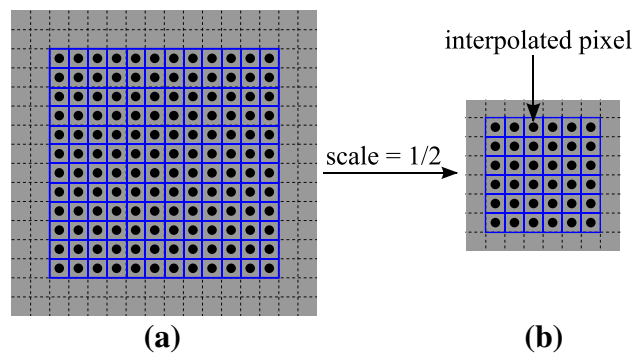 interpolated pixel
scale = 1/2
(a)
(b)